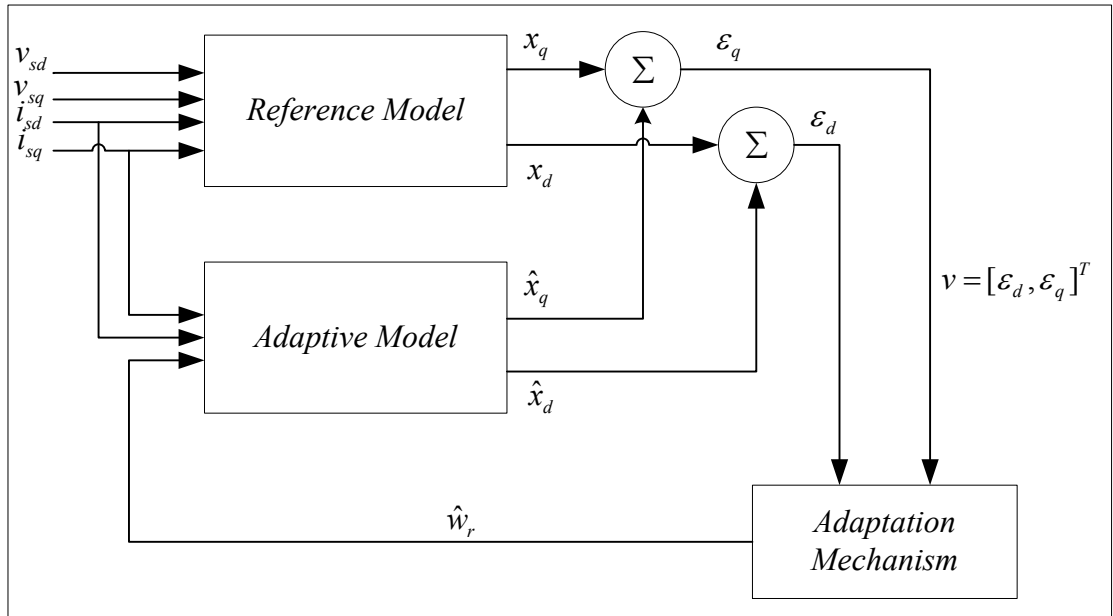 v_sd
v_sq
i_sd
i_sq
Reference Model
x_q
x_d
Σ
ε_q
Σ
ε_d
Adaptive Model
x̂_q
x̂_d
v = [ε_d, ε_q]^T
ŵ_r
Adaptation
Mechanism